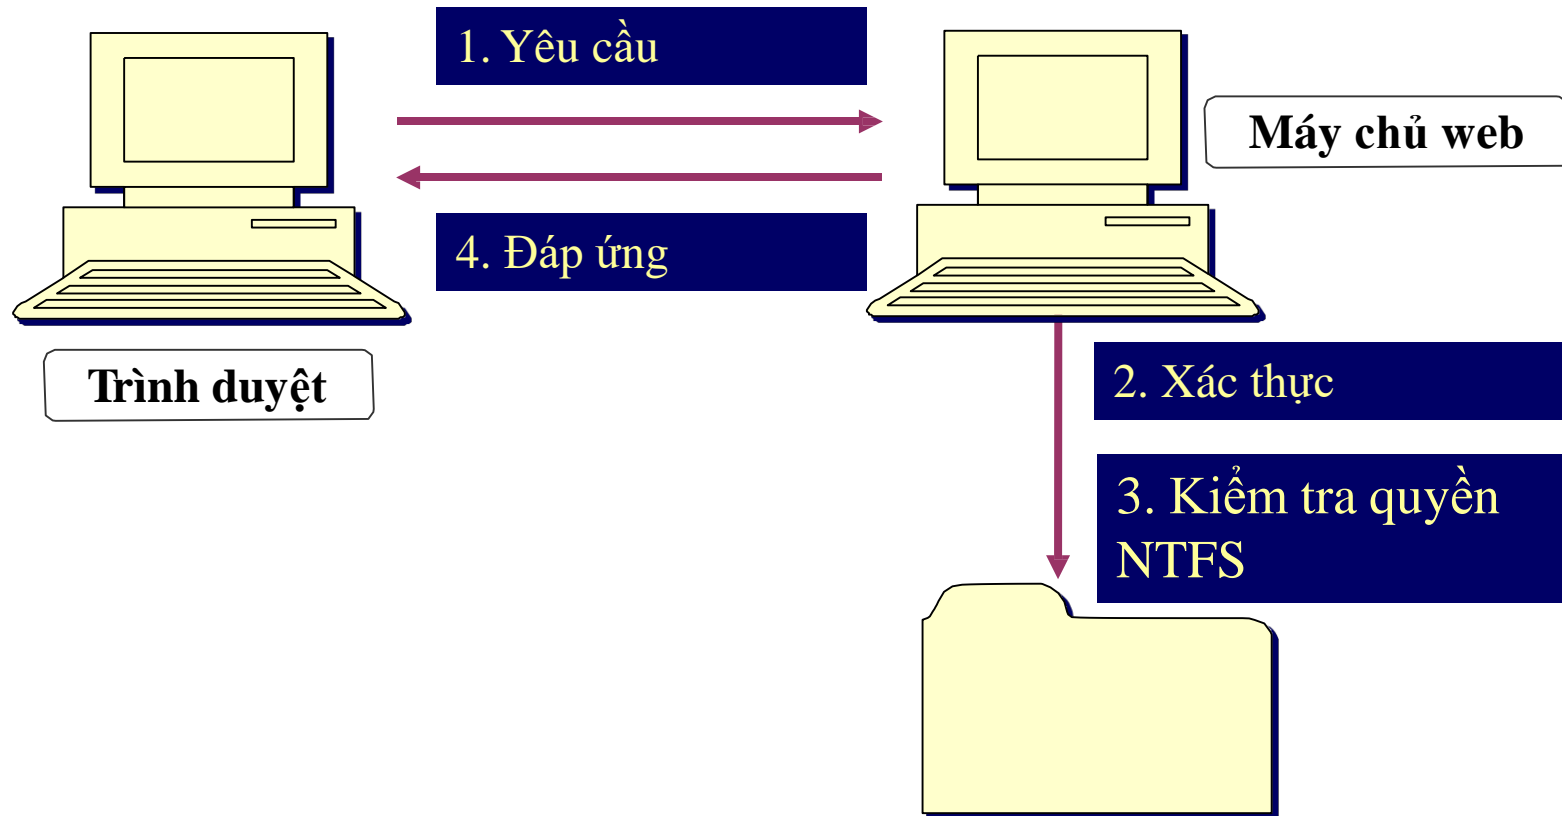 1. Yêu cầu
Máy chủ web
4. Đáp ứng
Trình duyệt
2. Xác thực
3. Kiểm tra quyền
NTFS